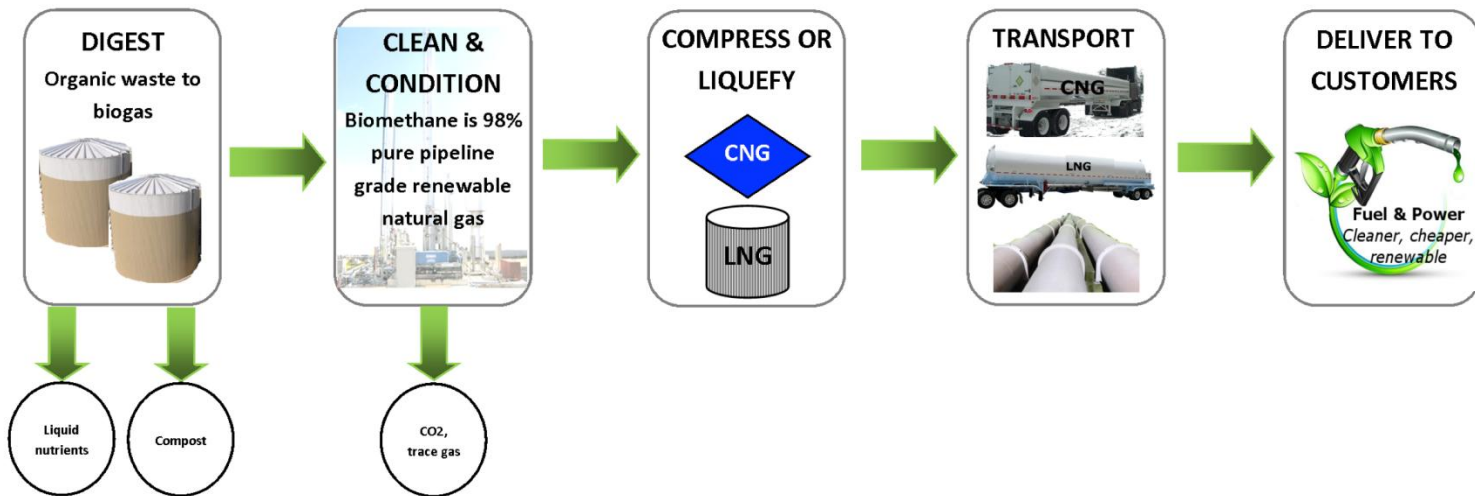 DIGEST
Organic waste to
biogas
CLEAN &
CONDITION
Biomethane is 98%
pure pipeline
grade renewable
natural gas
COMPRESS OR
LIQUEFY
CNG
LNG
TRANSPORT
CNG
LNG
DELIVER TO
CUSTOMERS
Fuel & Power
Cleaner, cheaper,
renewable
Liquid
nutrients
Compost
CO2,
trace gas